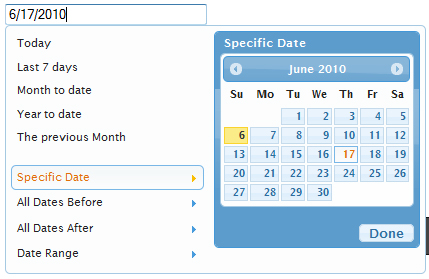 6/17/2010
Today
Last 7 days
Month to date
Year to date
The previous Month
Specific Date
All Dates Before
All Dates After
Date Range
Specific Date
June 2010
Su Mo Tu We Th Fr Sa
1 2 3 4 5
6 7 8 9 10 11 12
13 14 15 16 17 18 19
20 21 22 23 24 25 26
27 28 29 30
Done